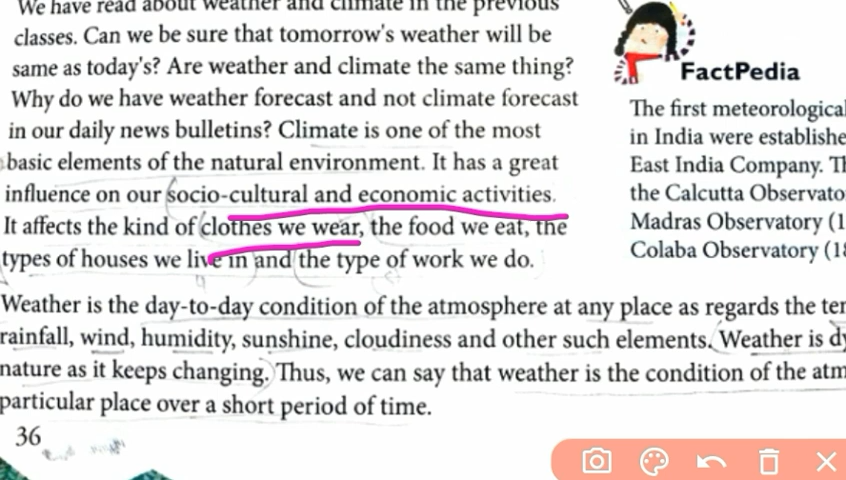 We have read about weather and climate in the previous
classes. Can we be sure that tomorrow's weather will be
same as today's? Are weather and climate the same thing?
Why do we have weather forecast and not climate forecast
in our daily news bulletins? Climate is one of the most
basic elements of the natural environment. It has a great
influence on our socio-cultural and economic activities.
It affects the kind of clothes we wear, the food we eat, the
types of houses we live in and the type of work we do.
Weather is the day-to-day condition of the atmosphere at any place as regards the
rainfall, wind, humidity, sunshine, cloudiness and other such elements. Weather is
nature as it keeps changing. Thus, we can say that weather is the condition of the
particular place over a short period of time.
36
FactPedia
The first meteorological
in India were
East India Company.
the Calcutta
Madras Observatory (1
Colaba Observatory (18